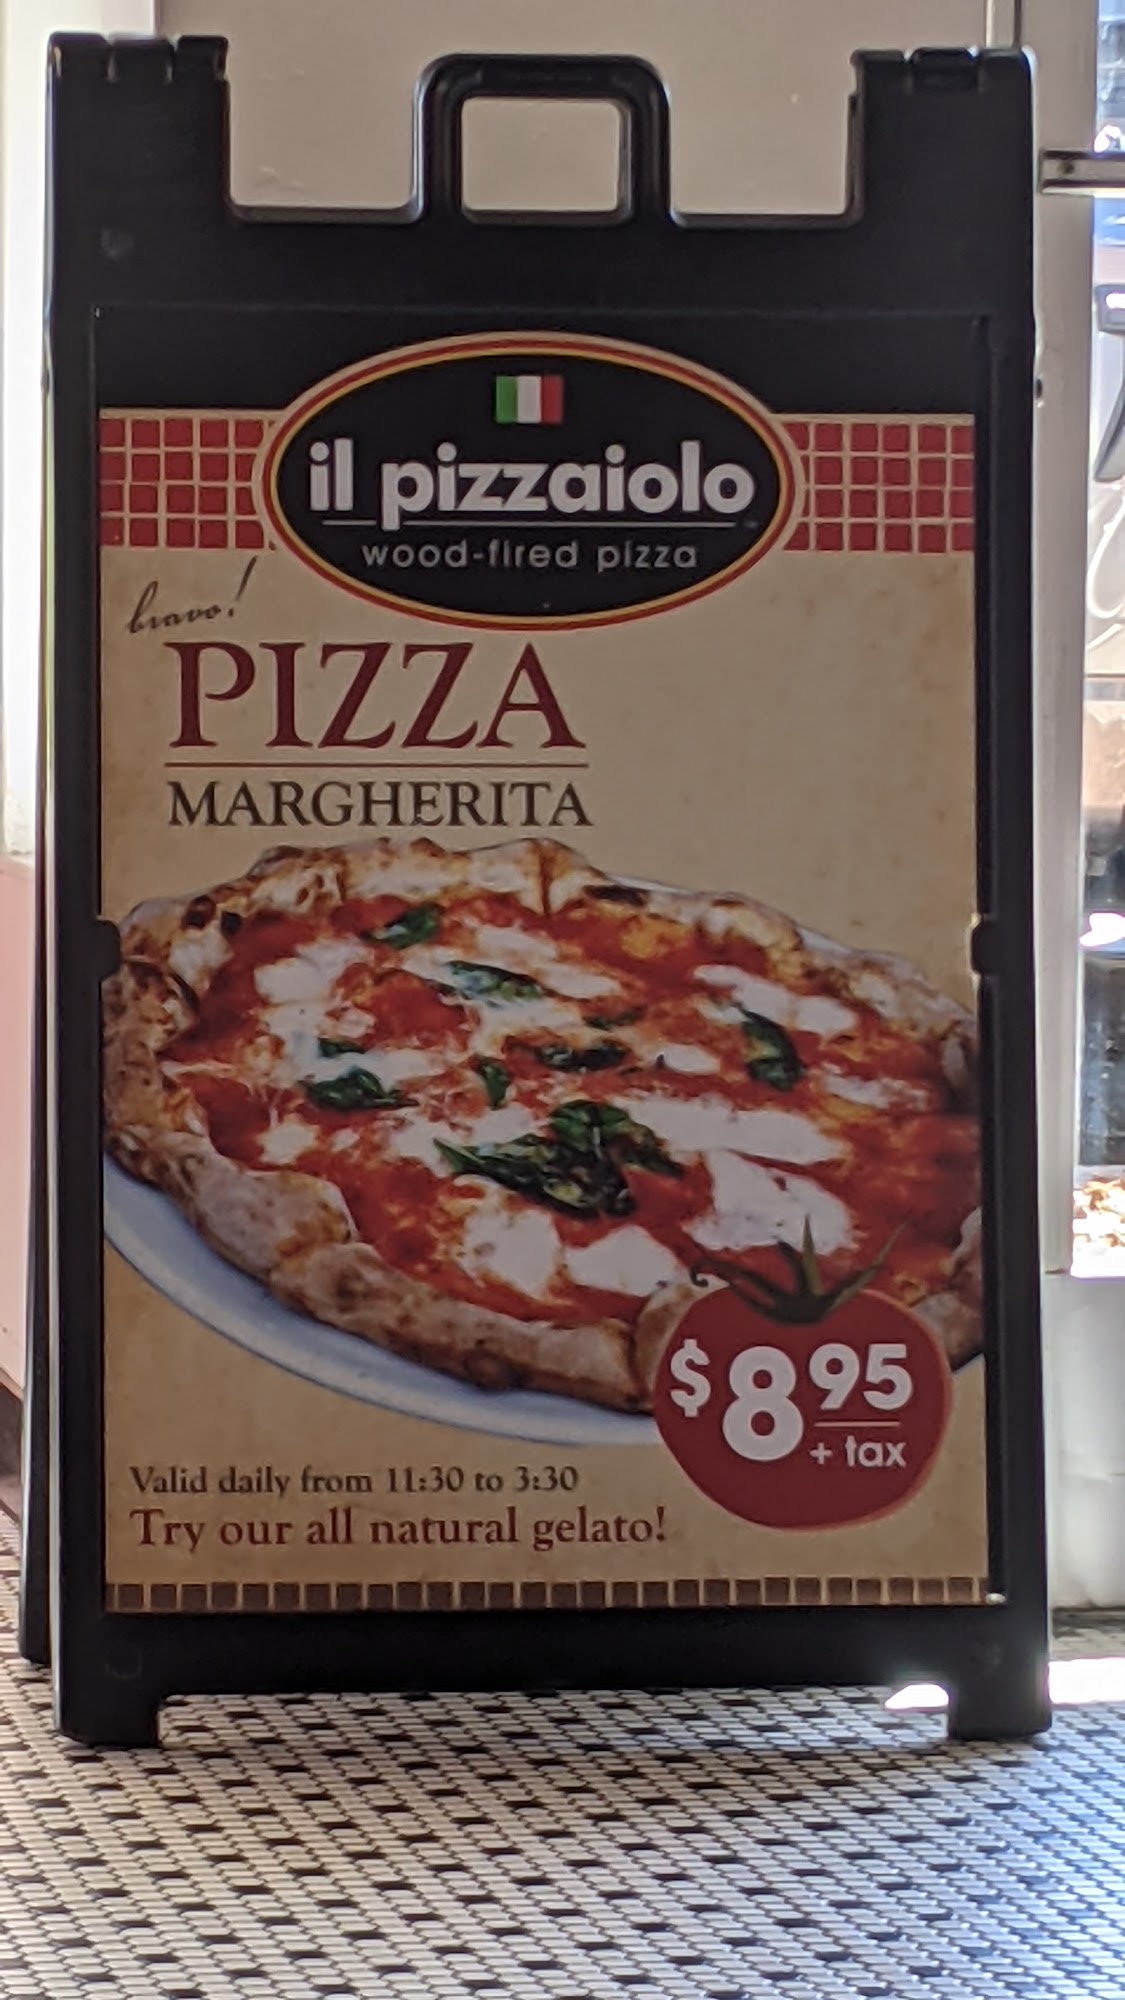 il pizzaiolo
wood-fired pizza
bravo!
PIZZA
MARGHERITA
$8.95
+ tax
Valid daily from 11:30 to 3:30
Try our all natural gelato!